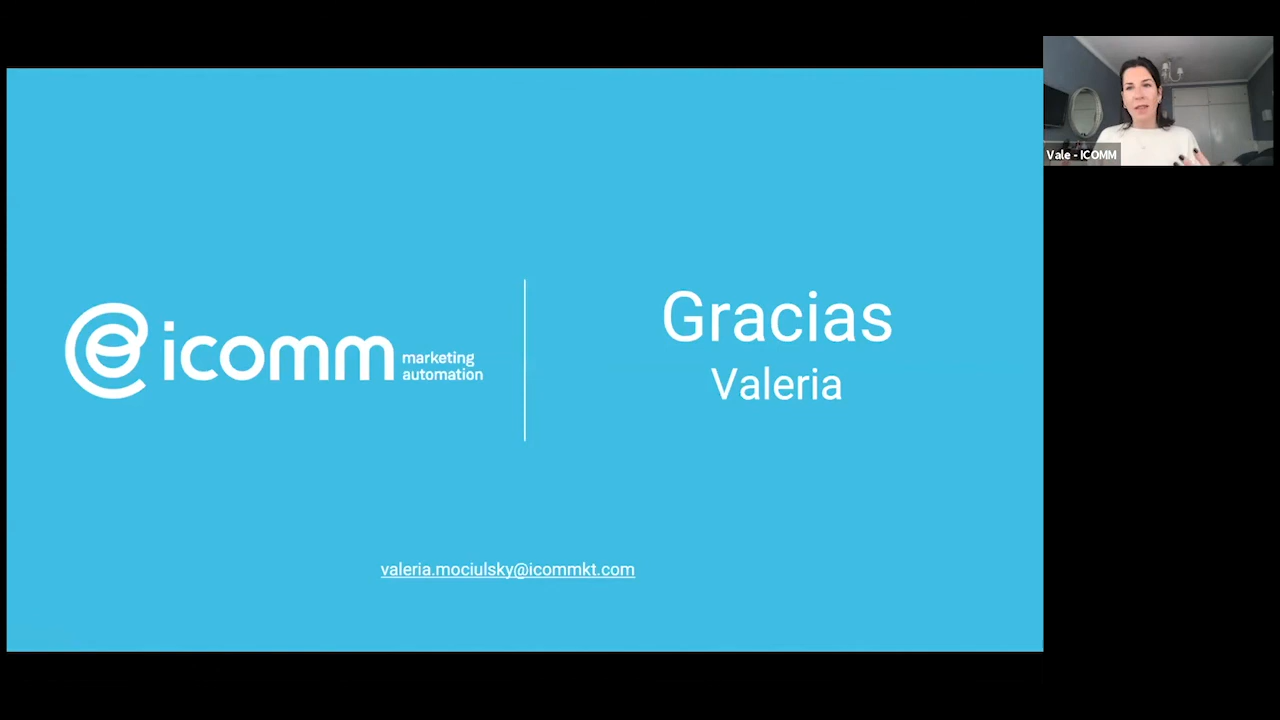 icomm
marketing
automation
Gracias
Valeria
valeria.mociulsky@icommkt.com
Vale - ICOMM